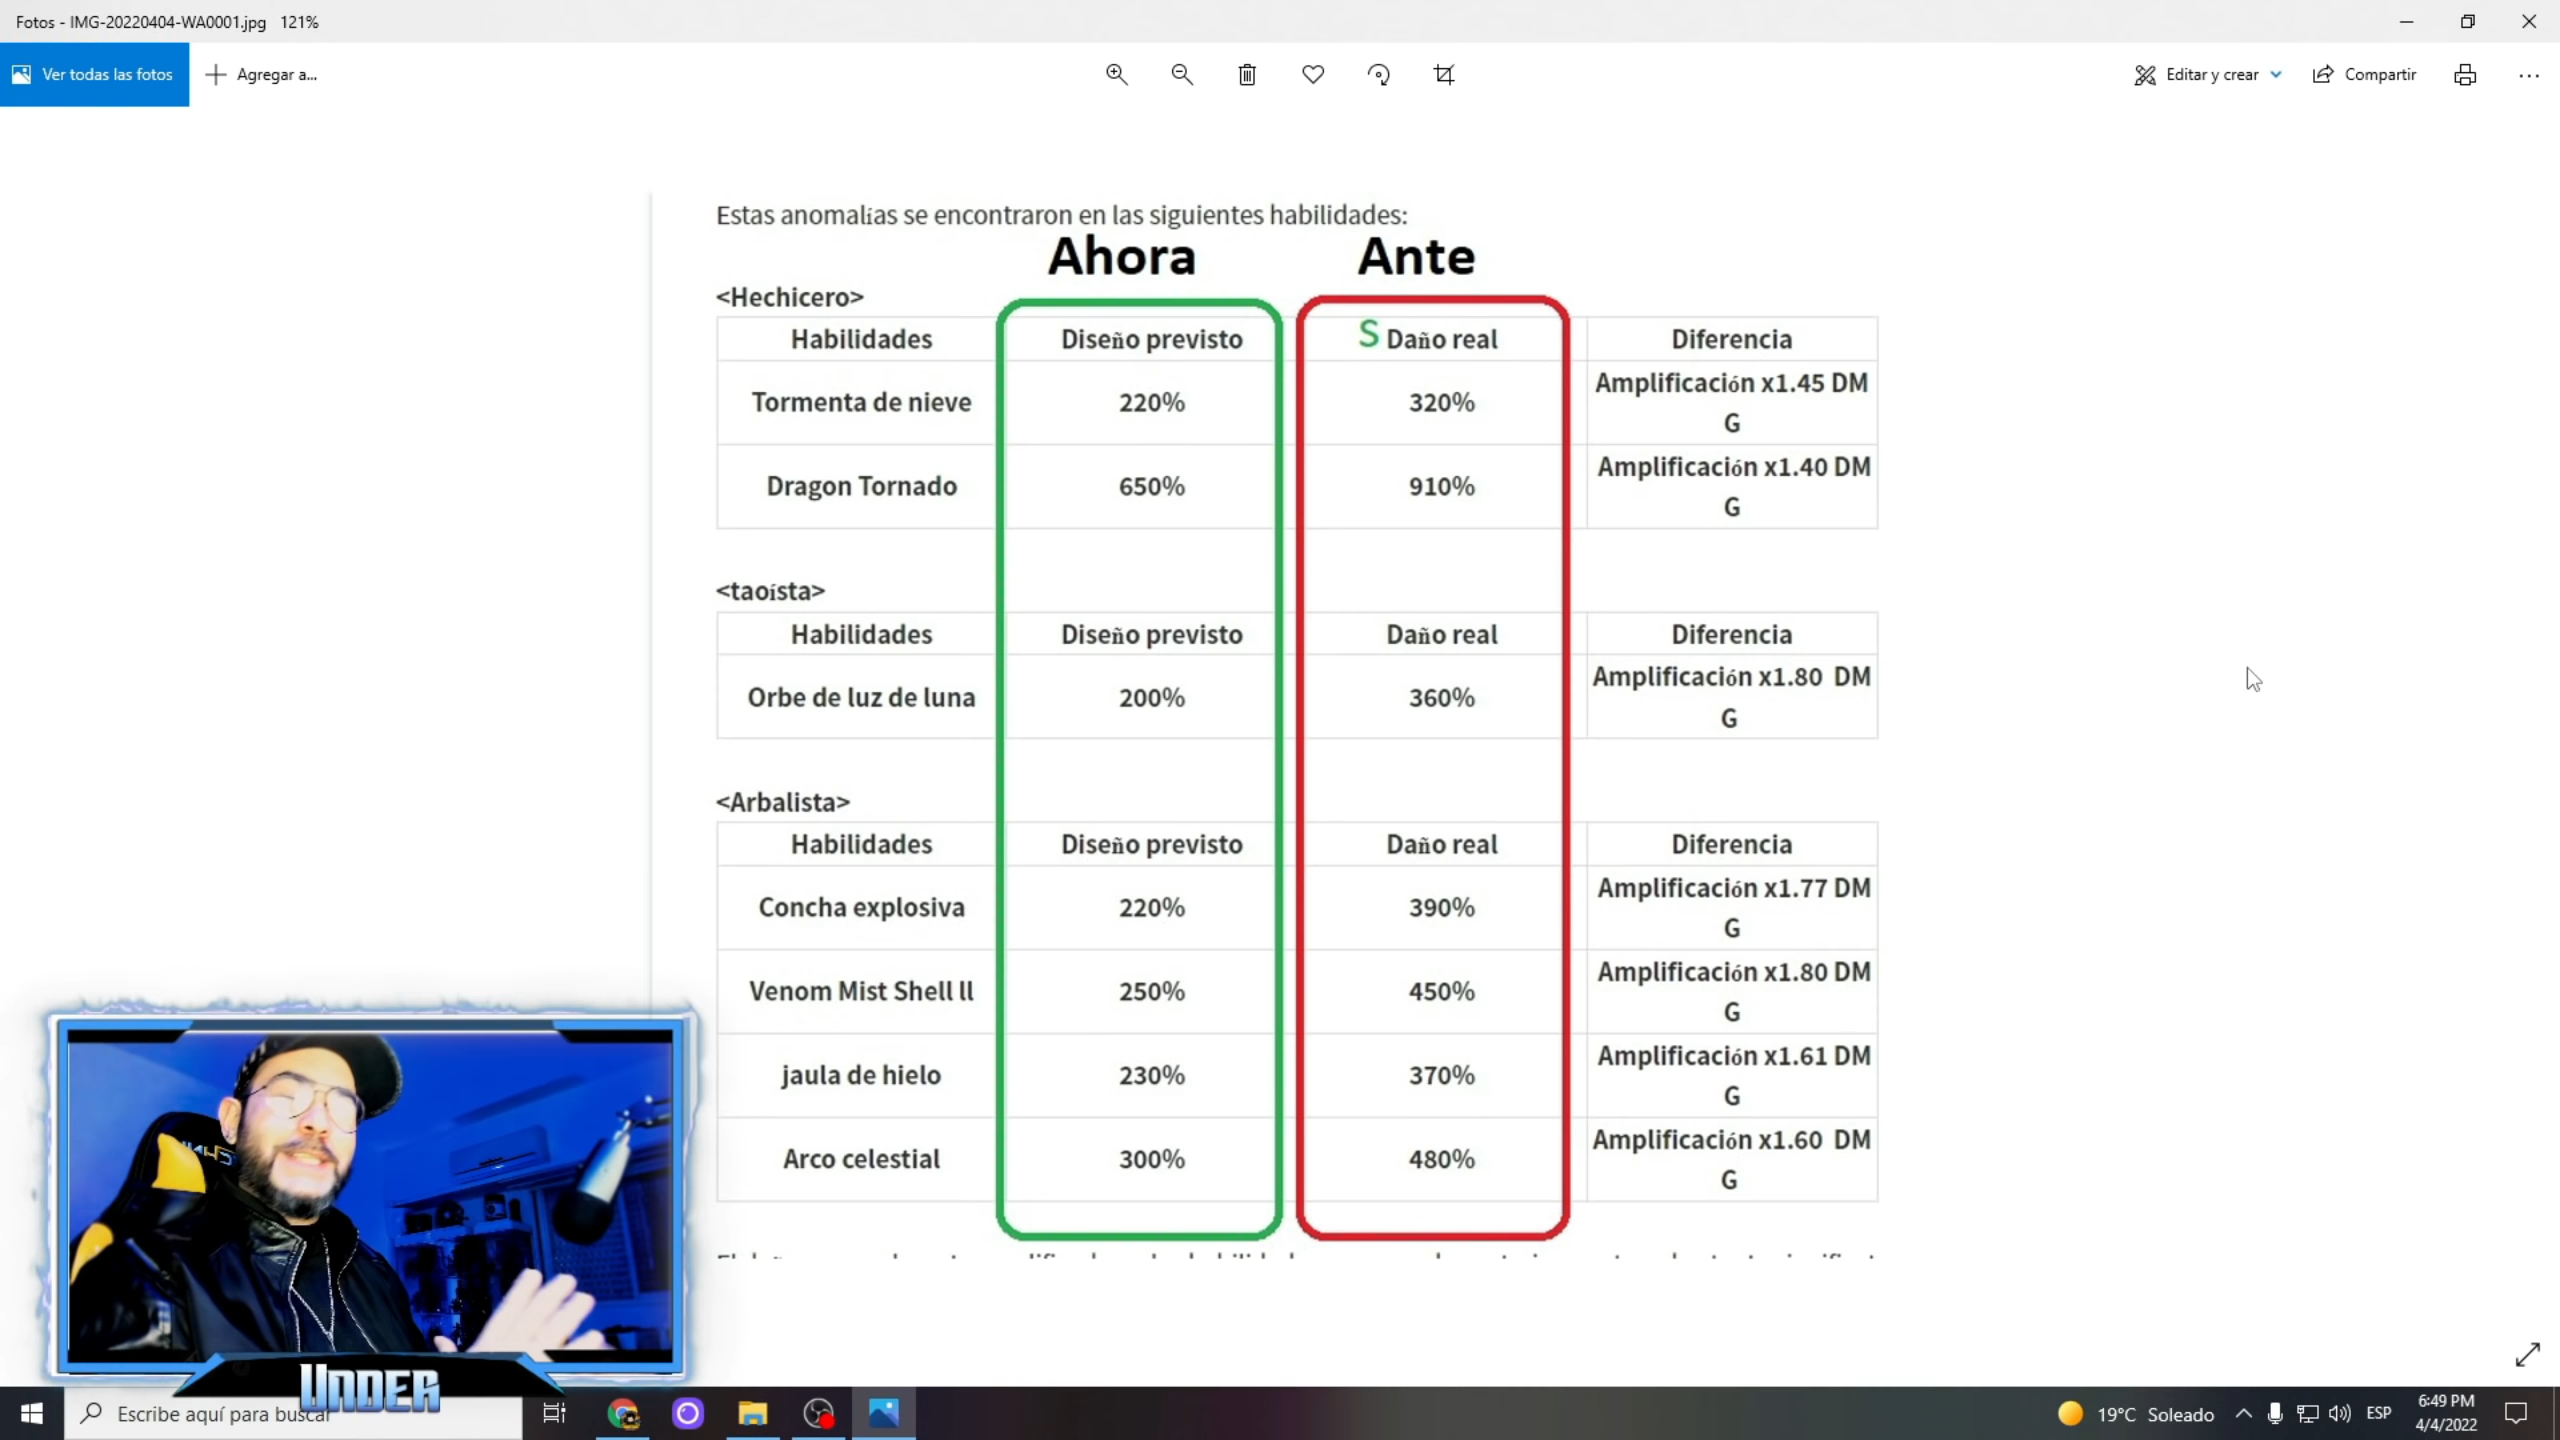 Fotos - IMG-20220404-WA0001.jpg 121%
Ver todas las fotos Agregar a... Editar y crear Compartir
Estas anomalías se encontraron en las siguientes habilidades:
Ahora Ante
<Hechicero>
Habilidades Diseño previsto S Daño real Diferencia
Tormenta de nieve 220% 320% Amplificación x1.45 DM
G
Dragon Tornado 650% 910% Amplificación x1.40 DM
G
<taoísta>
Habilidades Diseño previsto Daño real Diferencia
Orbe de luz de luna 200% 360% Amplificación x1.80 DM
G
<Arbalista>
Habilidades Diseño previsto Daño real Diferencia
Concha explosiva 220% 390% Amplificación x1.77 DM
G
Venom Mist Shell ll 250% 450% Amplificación x1.80 DM
G
jaula de hielo 230% 370% Amplificación x1.61 DM
G
Arco celestial 300% 480% Amplificación x1.60 DM
G
UNDER
Escribe aquí para buscar 19°C Soleado ESP 6:49 PM
4/4/2022